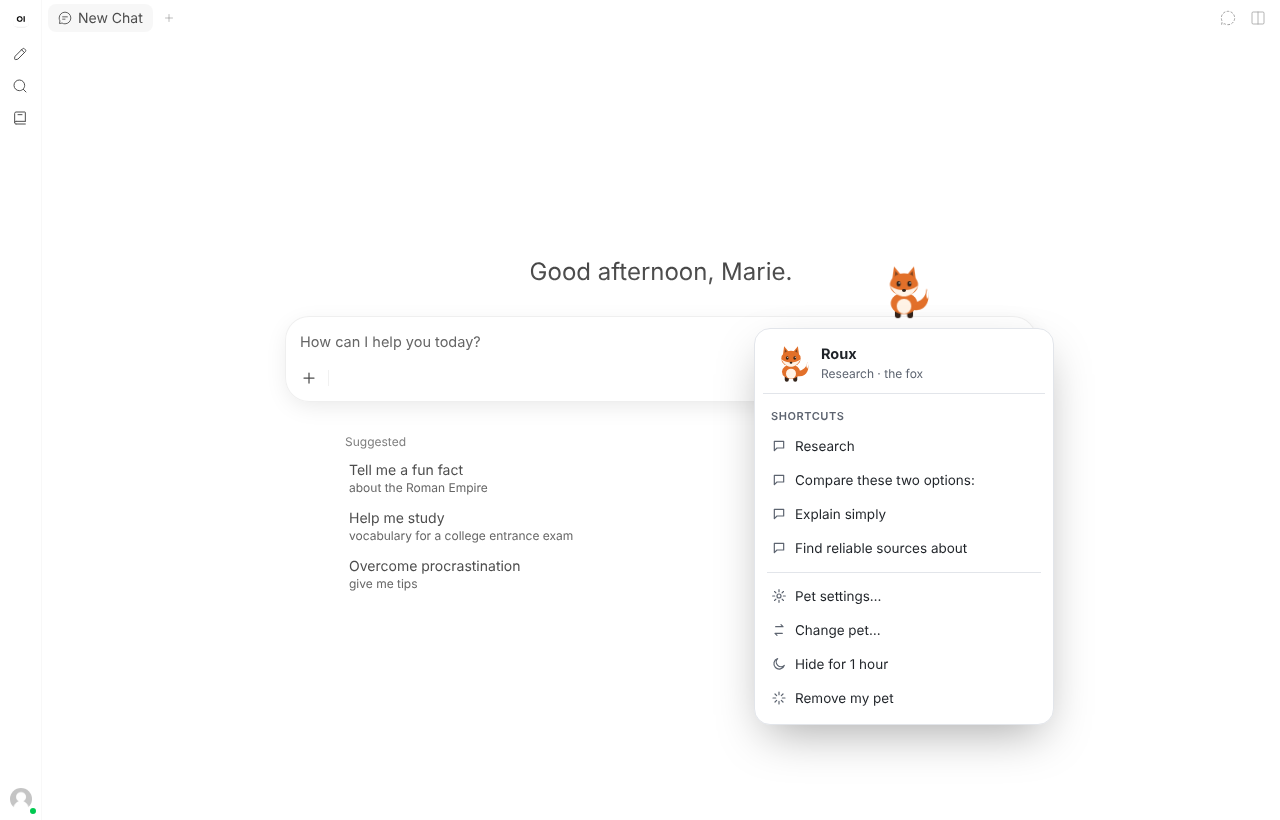 OI
New Chat
Good afternoon, Marie.
How can I help you today?
Suggested
Tell me a fun fact
about the Roman Empire
Help me study
vocabulary for a college entrance exam
Overcome procrastination
give me tips
Roux
Research · the fox
SHORTCUTS
Research
Compare these two options:
Explain simply
Find reliable sources about
Pet settings...
Change pet...
Hide for 1 hour
Remove my pet